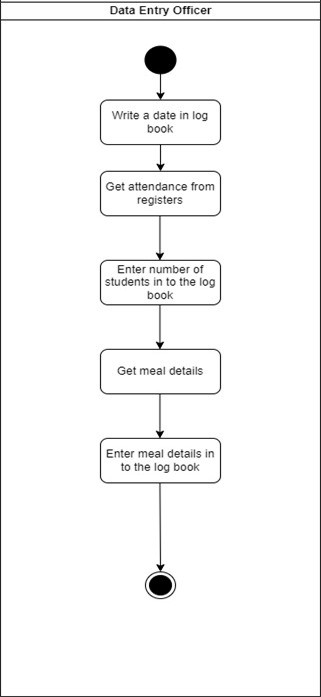 Data Entry Officer
Write a date in log
book
Get attendance from
registers
Enter number of
students in to the log
book
Get meal details
Enter meal details in
to the log book